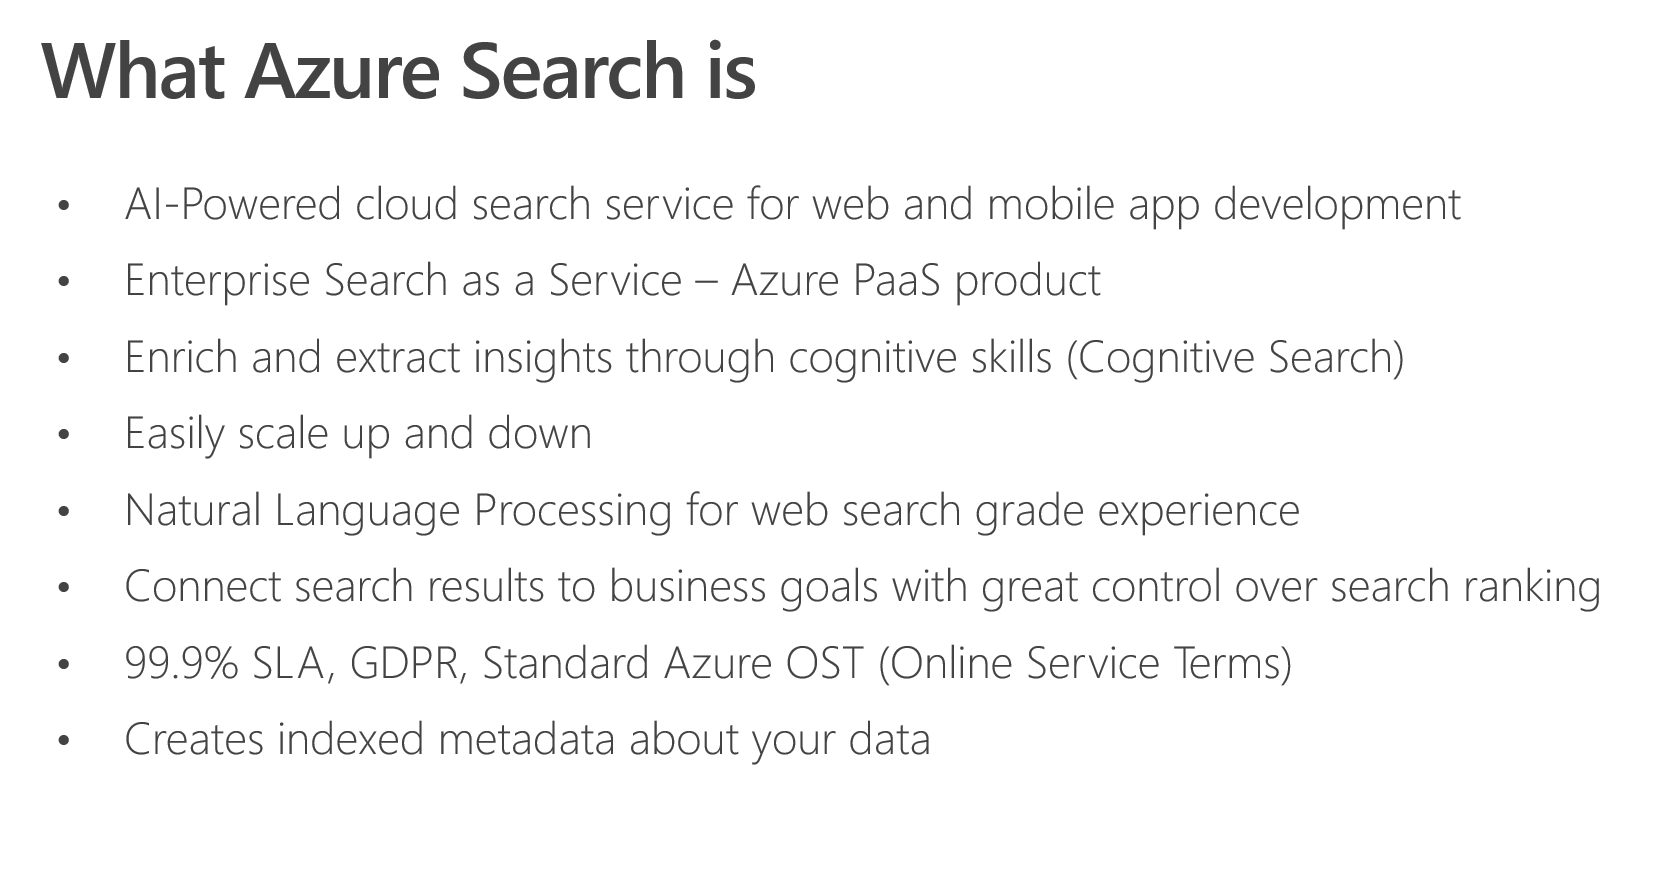 What Azure Search is
• AI-Powered cloud search service for web and mobile app development
• Enterprise Search as a Service – Azure PaaS product
• Enrich and extract insights through cognitive skills (Cognitive Search)
• Easily scale up and down
• Natural Language Processing for web search grade experience
• Connect search results to business goals with great control over search ranking
• 99.9% SLA, GDPR, Standard Azure OST (Online Service Terms)
• Creates indexed metadata about your data